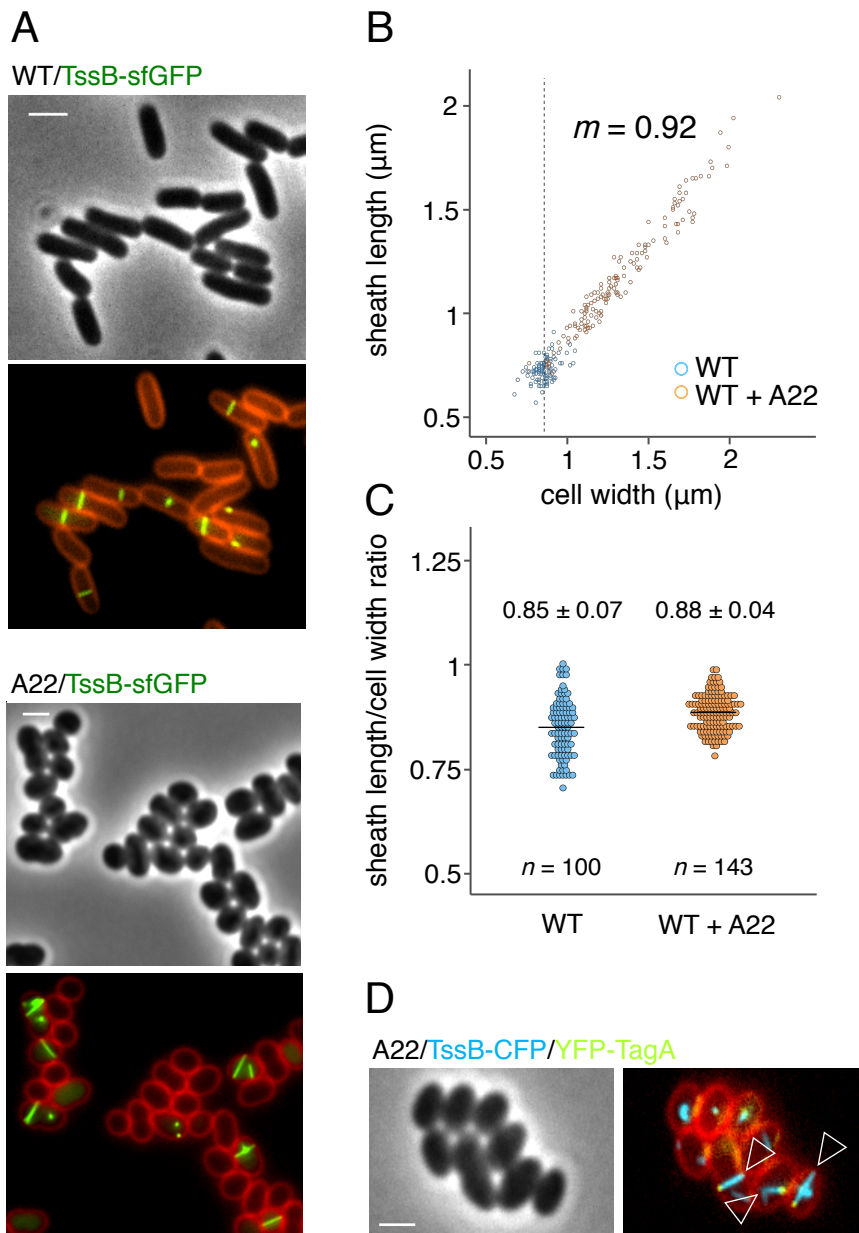 A
WT/TssB-sfGFP
A22/TssB-sfGFP
B
sheath length (µm)
2
1.5
1
0.5
m = 0.92
WT
WT + A22
0.5
1
1.5
2
cell width (µm)
C
sheath length/cell width ratio
1.25
1
0.75
0.5
0.85 ± 0.07
0.88 ± 0.04
n = 100
n = 143
WT
WT + A22
D
A22/TssB-CFP/YFP-TagA